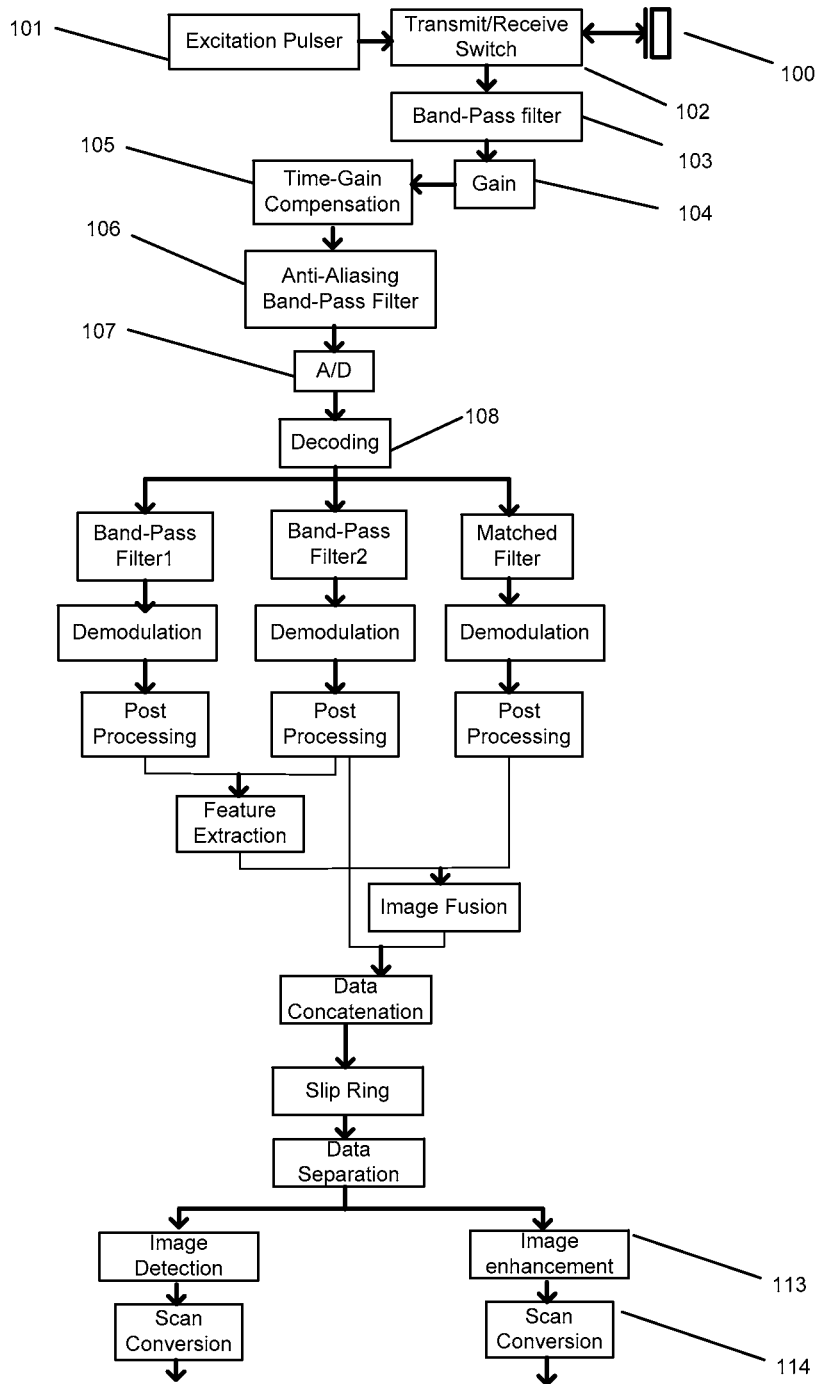 101
Excitation Pulser
Transmit/Receive
Switch
100
102
Band-Pass filter
103
105
Time-Gain
Compensation
Gain
104
106
Anti-Aliasing
Band-Pass Filter
107
A/D
108
Decoding
Band-Pass
Filter1
Band-Pass
Filter2
Matched
Filter
Demodulation
Demodulation
Demodulation
Post
Processing
Post
Processing
Post
Processing
Feature
Extraction
Image Fusion
Data
Concatenation
Slip Ring
Data
Separation
Image
Detection
Image
enhancement
113
Scan
Conversion
Scan
Conversion
114